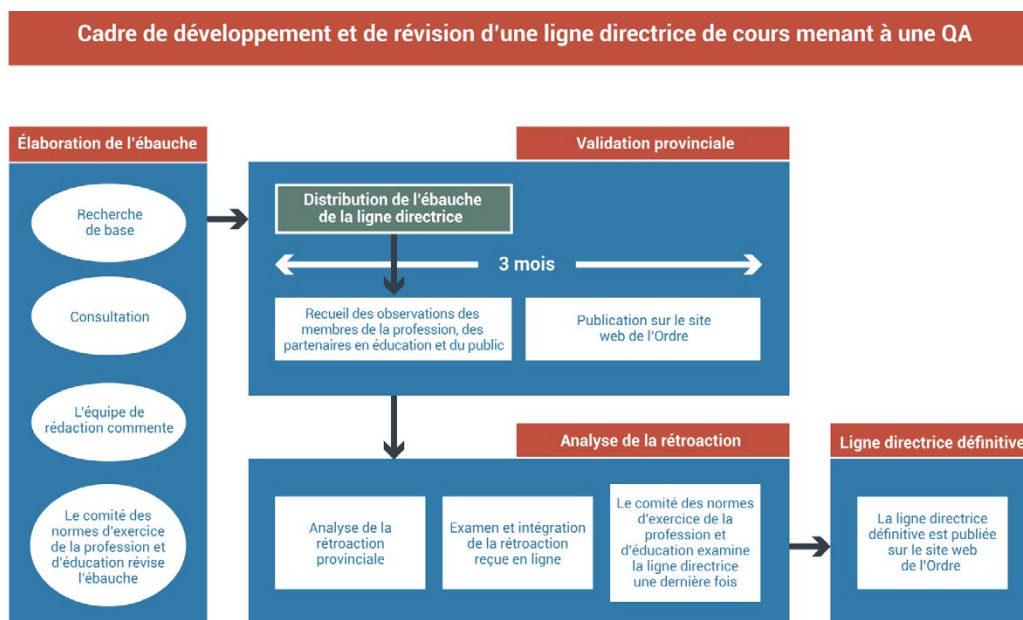 Cadre de développement et de révision d'une ligne directrice de cours menant à une QA
Élaboration de l'ébauche
Recherche
de base
Consultation
L'équipe de
rédaction commente
Le comité des
normes d'exercice
de la profession et
d'éducation révise
l'ébauche
Validation provinciale
Distribution de l'ébauche
de la ligne directrice
3 mois
Recueil des observations des
membres de la profession, des
partenaires en éducation et du public
Publication sur le site
web de l'Ordre
Analyse de la rétroaction
Analyse de la
rétroaction
provinciale
Examen et intégration
de la rétroaction
reçue en ligne
Le comité des normes
d'exercice de la
profession et
d'éducation examine
la ligne directrice
une dernière fois
Ligne directrice définitive
La ligne directrice
définitive est publiée
sur le site web
de l'Ordre